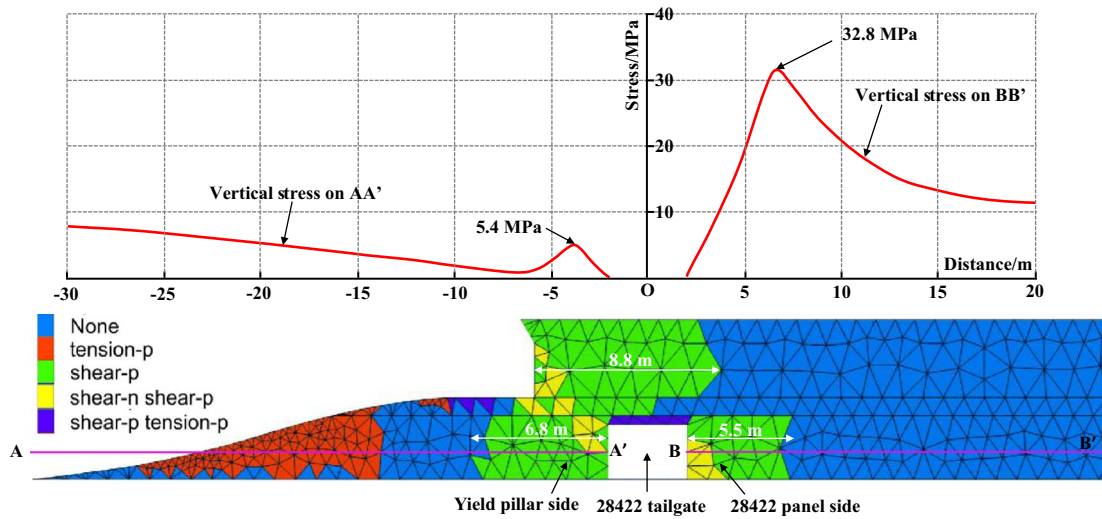 40
32.8 MPa
Stress/MPa
30
Vertical stress on BB’
20
Vertical stress on AA’
5.4 MPa
10
Distance/m
-30 -25 -20 -15 -10 -5 O 5 10 15 20
None
tension-p
shear-p
shear-n shear-p
shear-p tension-p
8.8 m
6.8 m
5.5 m
A A′ B B′
Yield pillar side
28422 tailgate
28422 panel side